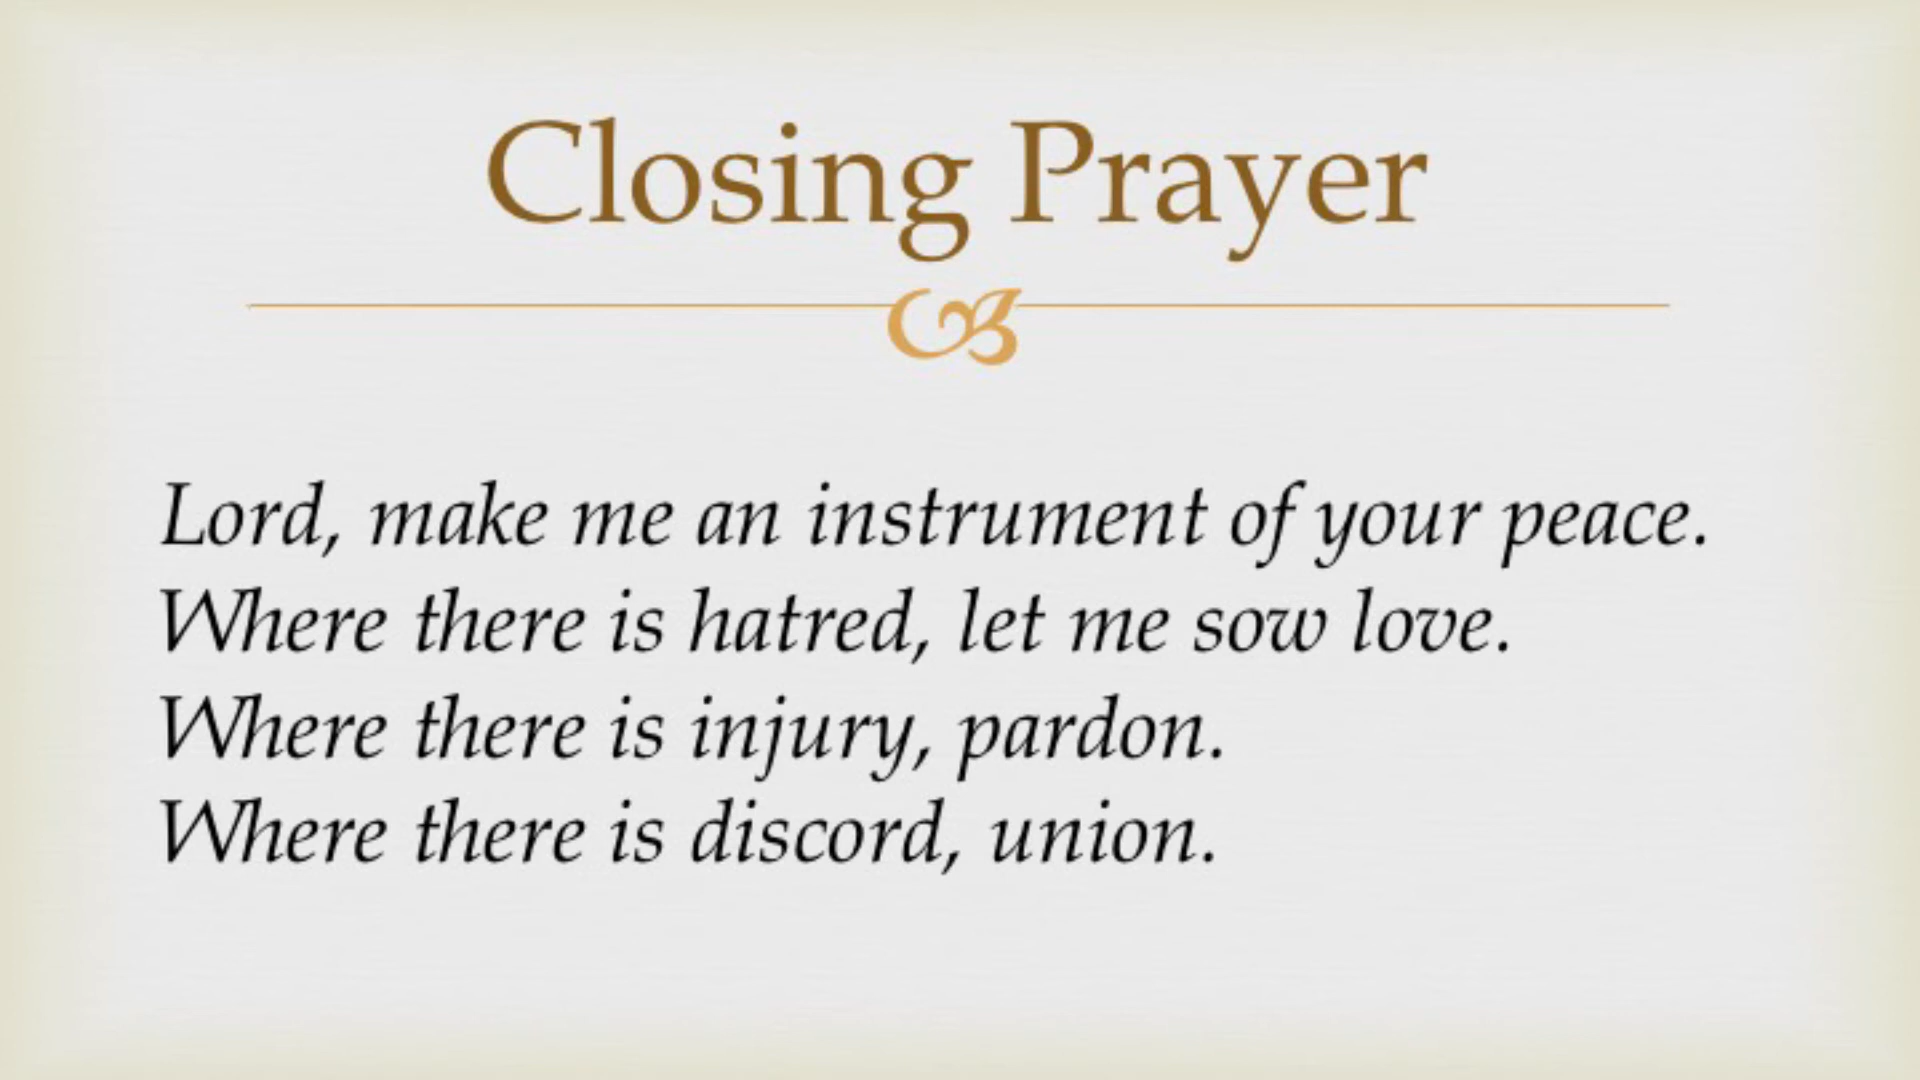 Closing Prayer
Lord, make me an instrument of your peace.
Where there is hatred, let me sow love.
Where there is injury, pardon.
Where there is discord, union.